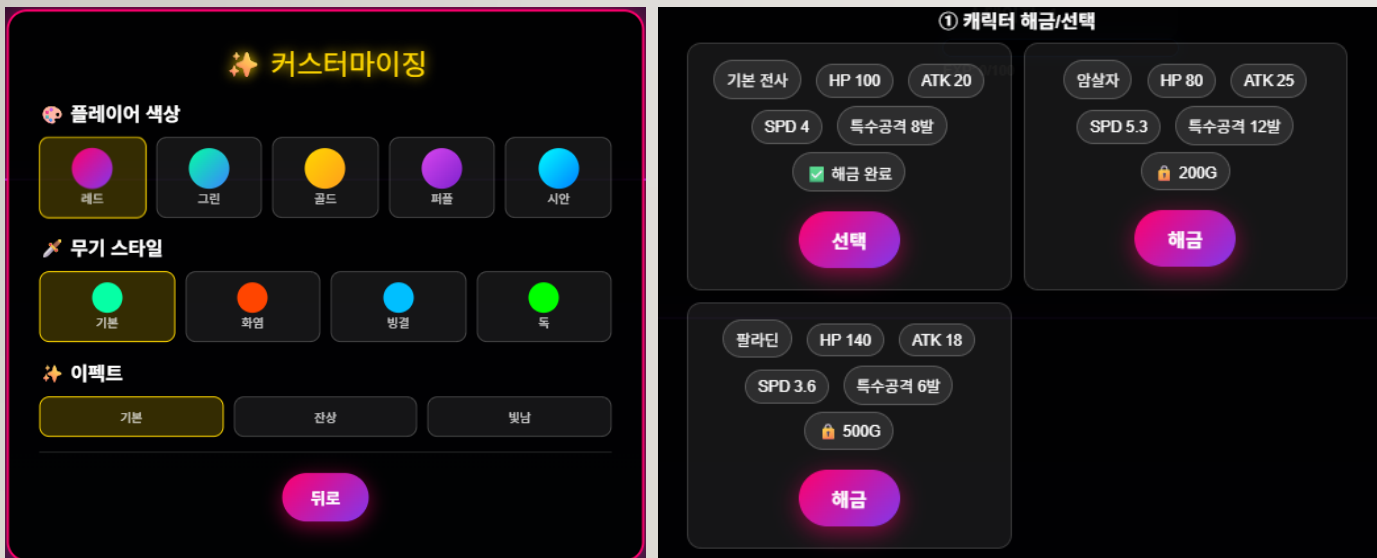 ✨ 커스터마이징
🎨 플레이어 색상
레드 그린 골드 퍼플 시안
🗡️ 무기 스타일
기본 화염 빙결 독
✨ 이펙트
기본 잔상 빛남
뒤로
① 캐릭터 해금/선택
기본 전사 HP 100 ATK 20
SPD 4 특수공격 8발
✅ 해금 완료
선택
암살자 HP 80 ATK 25
SPD 5.3 특수공격 12발
🔒 200G
해금
팔라딘 HP 140 ATK 18
SPD 3.6 특수공격 6발
🔒 500G
해금